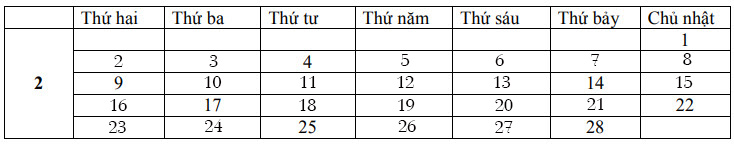 Thứ hai Thứ ba Thứ tư Thứ năm Thứ sáu Thứ bảy Chủ nhật
1
2 3 4 5 6 7 8
2 9 10 11 12 13 14 15
16 17 18 19 20 21 22
23 24 25 26 27 28